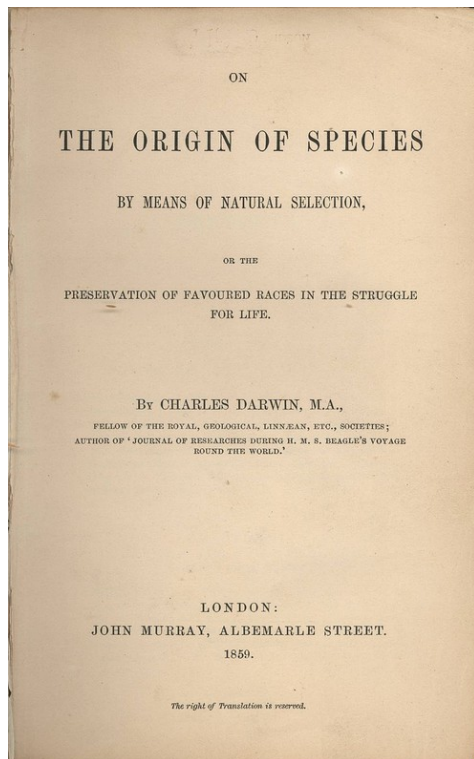 ON
THE ORIGIN OF SPECIES
BY MEANS OF NATURAL SELECTION,
OR THE
PRESERVATION OF FAVOURED RACES IN THE STRUGGLE
FOR LIFE.
By CHARLES DARWIN, M.A.,
FELLOW OF THE ROYAL, GEOLOGICAL, LINNÆAN, ETC., SOCIETIES;
AUTHOR OF ‘JOURNAL OF RESEARCHES DURING H. M. S. BEAGLE’S VOYAGE
ROUND THE WORLD.’
LONDON:
JOHN MURRAY, ALBEMARLE STREET.
1859.
The right of Translation is reserved.